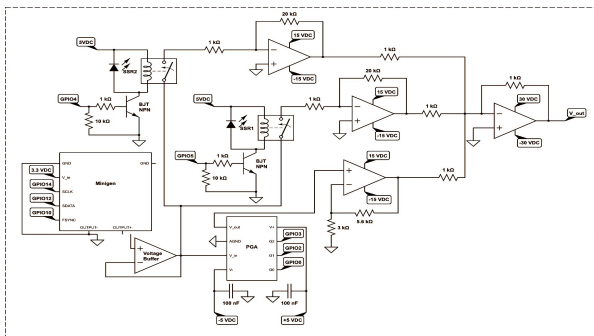 20 kΩ
5VDC
1 kΩ
15 VDC
-15 VDC
1 kΩ
SSR2
GPIO4
1 kΩ
BJT
NPN
10 kΩ
5VDC
SSR1
1 kΩ
20 kΩ
15 VDC
-15 VDC
1 kΩ
1 kΩ
30 VDC
-30 VDC
V_out
GPIO5
1 kΩ
BJT
NPN
10 kΩ
GND
GND
3.3 VDC
V_in
Minigen
GPIO14
SCLK
GPIO12
SDATA
GPIO10
FSYNC
OUTPUT-
OUTPUT+
Voltage
Buffer
15 VDC
-15 VDC
1 kΩ
5.6 kΩ
3 kΩ
PGA
V_out
V+
AGND
G2
GPIO3
G1
GPIO2
V_in
V-
G0
GPIO0
100 nF
100 nF
-5 VDC
+5 VDC